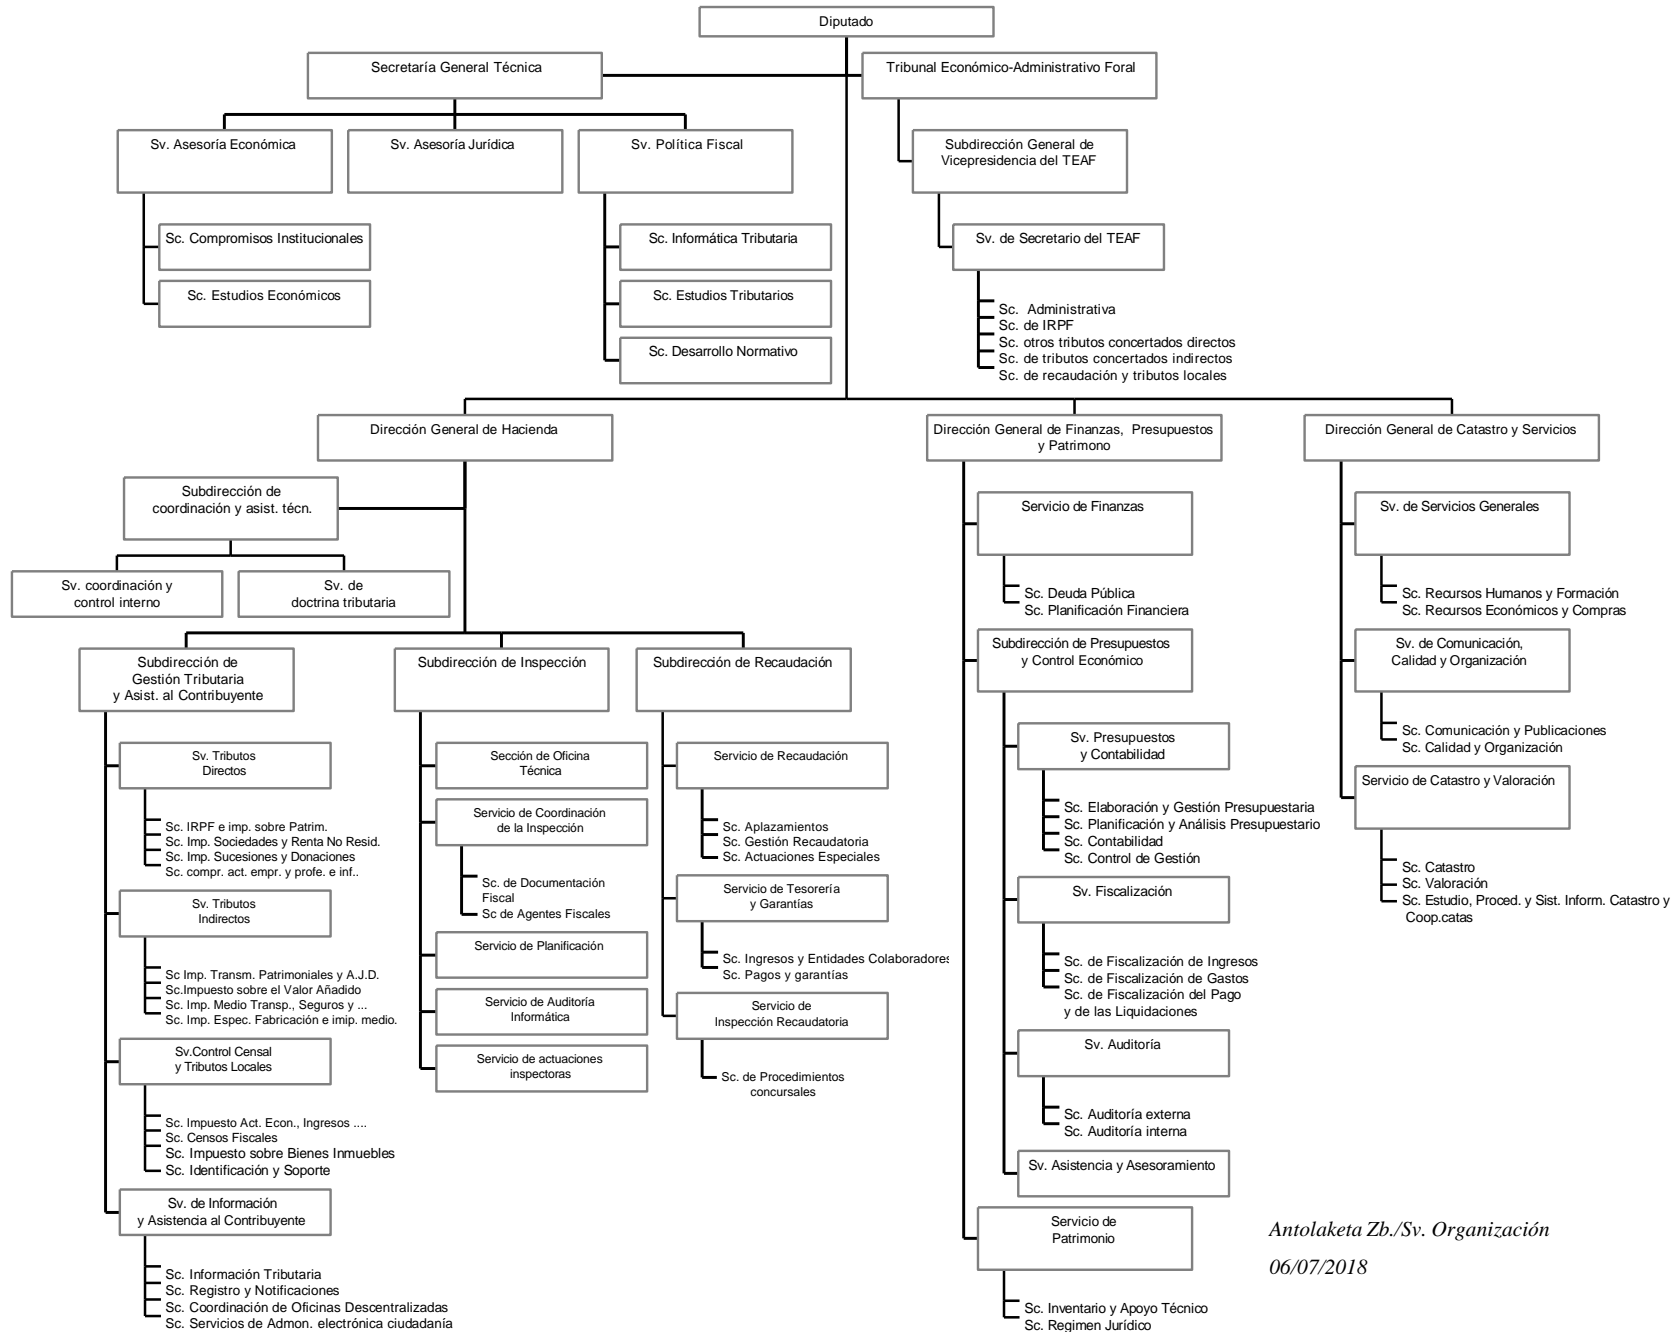 Diputado
Secretaría General Técnica
Tribunal Económico-Administrativo Foral
Sv. Asesoría Económica
Sv. Asesoría Jurídica
Sv. Política Fiscal
Subdirección General de
Vicepresidencia del TEAF
Sc. Compromisos Institucionales
Sc. Estudios Económicos
Sc. Informática Tributaria
Sc. Estudios Tributarios
Sc. Desarrollo Normativo
Sv. de Secretario del TEAF
Sc. Administrativa
Sc. de IRPF
Sc. otros tributos concertados directos
Sc. de tributos concertados indirectos
Sc. de recaudación y tributos locales
Dirección General de Hacienda
Dirección General de Finanzas, Presupuestos
y Patrimono
Dirección General de Catastro y Servicios
Subdirección de
coordinación y asist. técn.
Sv. coordinación y
control interno
Sv. de
doctrina tributaria
Subdirección de
Gestión Tributaria
y Asist. al Contribuyente
Sv. Tributos
Directos
Sc. IRPF e imp. sobre Patrim.
Sc. Imp. Sociedades y Renta No Resid.
Sc. Imp. Sucesiones y Donaciones
Sc. compr. act. empr. y profe. e inf..
Sv. Tributos
Indirectos
Sc Imp. Transm. Patrimoniales y A.J.D.
Sc.Impuesto sobre el Valor Añadido
Sc. Imp. Medio Transp., Seguros y ...
Sc. Imp. Espec. Fabricación e imip. medio.
Sv.Control Censal
y Tributos Locales
Sc. Impuesto Act. Econ., Ingresos ....
Sc. Censos Fiscales
Sc. Impuesto sobre Bienes Inmuebles
Sc. Identificación y Soporte
Sv. de Información
y Asistencia al Contribuyente
Sc. Información Tributaria
Sc. Registro y Notificaciones
Sc. Coordinación de Oficinas Descentralizadas
Sc. Servicios de Admon. electrónica ciudadanía
Subdirección de Inspección
Sección de Oficina
Técnica
Servicio de Coordinación
de la Inspección
Sc. de Documentación
Fiscal
Sc de Agentes Fiscales
Servicio de Planificación
Servicio de Auditoría
Informática
Servicio de actuaciones
inspectoras
Subdirección de Recaudación
Servicio de Recaudación
Sc. Aplazamientos
Sc. Gestión Recaudatoria
Sc. Actuaciones Especiales
Servicio de Tesorería
y Garantías
Sc. Ingresos y Entidades Colaboradores
Sc. Pagos y garantías
Servicio de
Inspección Recaudatoria
Sc. de Procedimientos
concursales
Servicio de Finanzas
Sc. Deuda Pública
Sc. Planificación Financiera
Subdirección de Presupuestos
y Control Económico
Sv. Presupuestos
y Contabilidad
Sc. Elaboración y Gestión Presupuestaria
Sc. Planificación y Análisis Presupuestario
Sc. Contabilidad
Sc. Control de Gestión
Sv. Fiscalización
Sc. de Fiscalización de Ingresos
Sc. de Fiscalización de Gastos
Sc. de Fiscalización del Pago
y de las Liquidaciones
Sv. Auditoría
Sc. Auditoría externa
Sc. Auditoría interna
Sv. Asistencia y Asesoramiento
Servicio de
Patrimonio
Sc. Inventario y Apoyo Técnico
Sc. Regimen Jurídico
Sv. de Servicios Generales
Sc. Recursos Humanos y Formación
Sc. Recursos Económicos y Compras
Sv. de Comunicación,
Calidad y Organización
Sc. Comunicación y Publicaciones
Sc. Calidad y Organización
Servicio de Catastro y Valoración
Sc. Catastro
Sc. Valoración
Sc. Estudio, Proced. y Sist. Inform. Catastro y
Coop.catas
Antolaketa Zb./Sv. Organización
06/07/2018